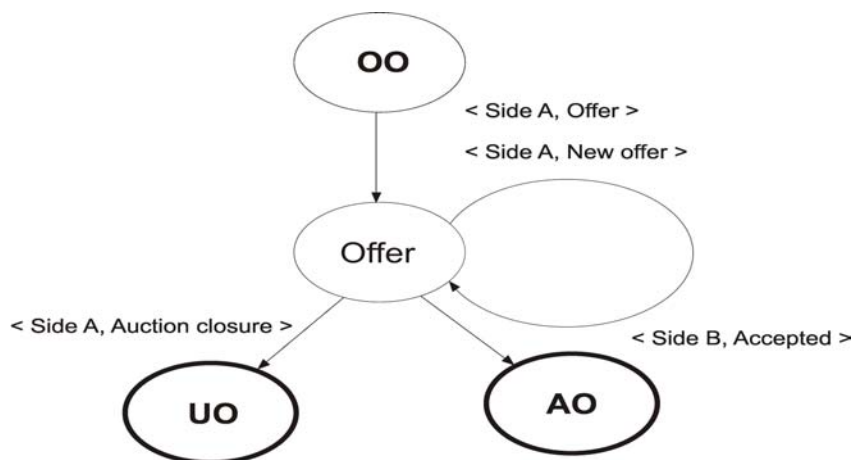 OO
< Side A, Offer >
< Side A, New offer >
Offer
< Side A, Auction closure >
< Side B, Accepted >
UO
AO